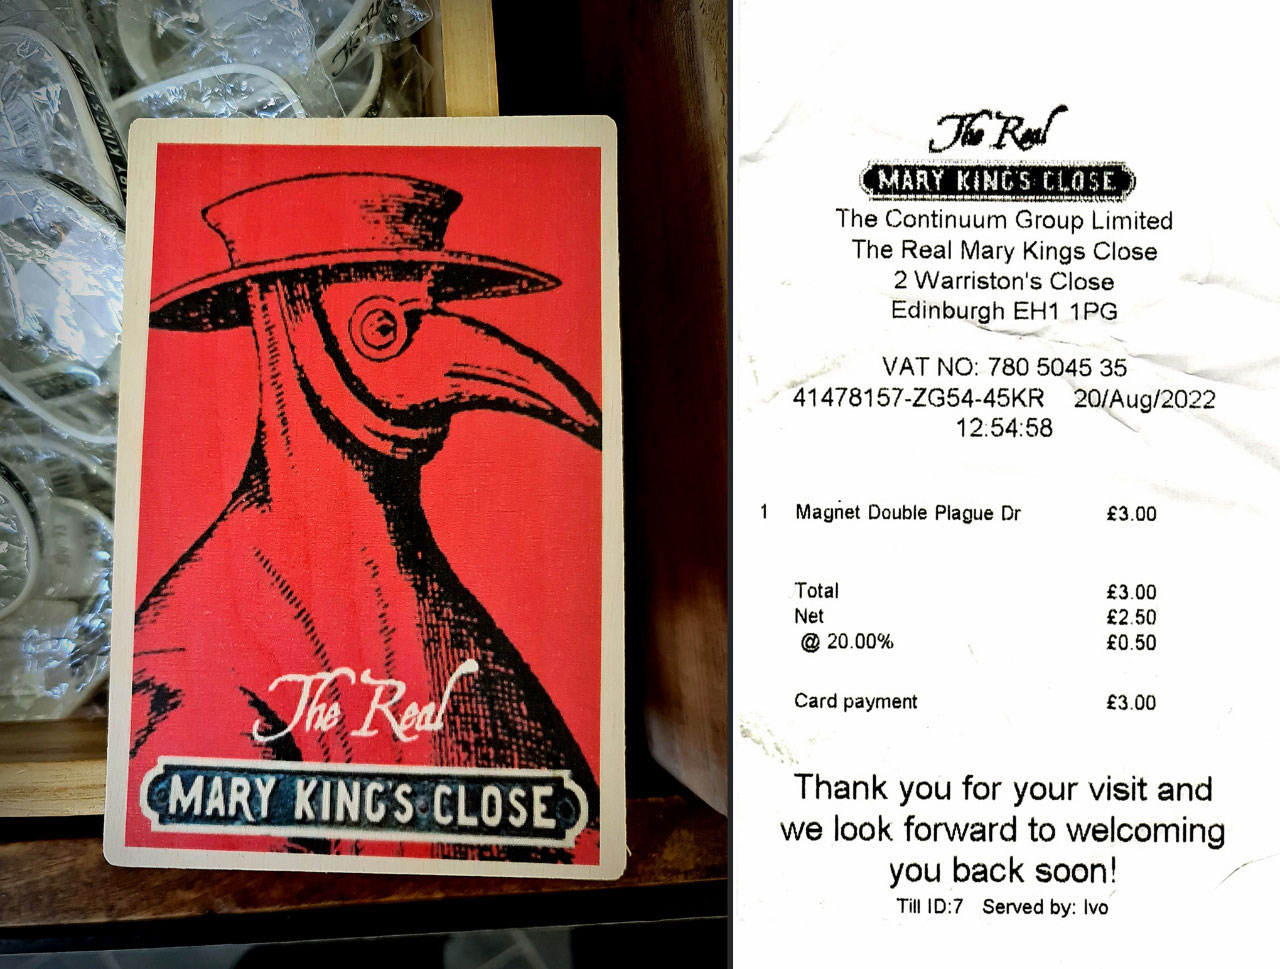 The Real
MARY KING'S CLOSE
The Real
MARY KING'S CLOSE
The Continuum Group Limited
The Real Mary Kings Close
2 Warriston's Close
Edinburgh EH1 1PG
VAT NO: 780 5045 35
41478157-ZG54-45KR 20/Aug/2022
12:54:58
1 Magnet Double Plague Dr £3.00
Total £3.00
Net £2.50
@ 20.00% £0.50
Card payment £3.00
Thank you for your visit and
we look forward to welcoming
you back soon!
Till ID:7 Served by: Ivo